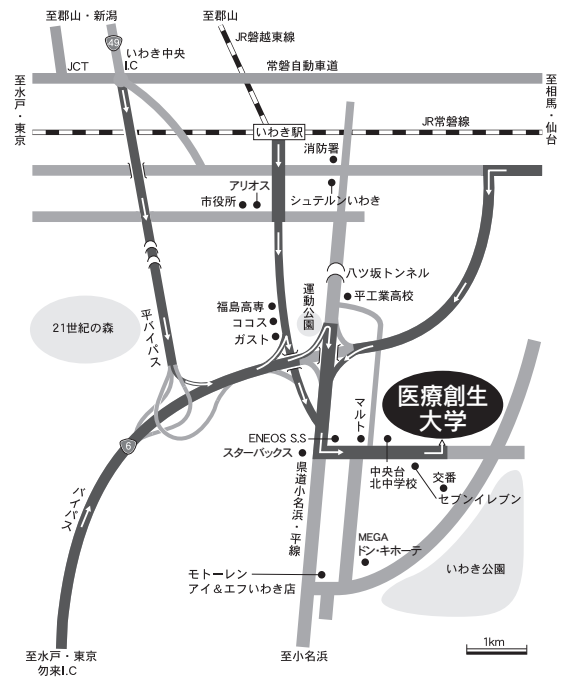 至郡山・新潟
至郡山
49
いわき中央
I.C
JR磐越東線
JCT
常磐自動車道
至水戸・東京
至相馬・仙台
JR常磐線
いわき駅
消防署
アリオス
市役所
シュテルンいわき
八ツ坂トンネル
運動公園
平工業高校
福島高専
ココス
ガスト
21世紀の森
平バイパス
医療創生
大学
マルト
ENEOS S.S
スターバックス
6
中央台
北中学校
交番
セブンイレブン
県道小名浜・平線
バイパス
MEGA
ドン・キホーテ
いわき公園
モトーレン
アイ＆エフいわき店
1km
至水戸・東京
勿来I.C
至小名浜